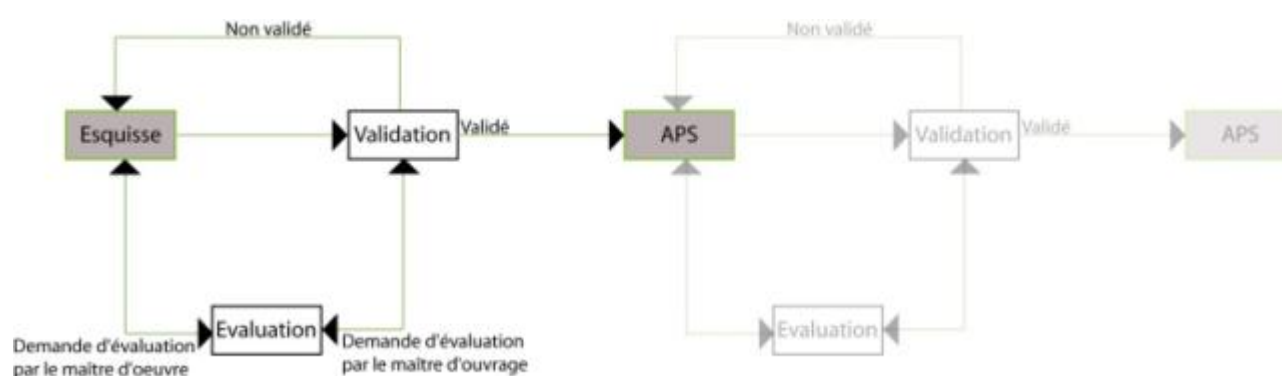 Non validé
Non validé
Esquisse
Validation
Validé
APS
Validation
Validé
APS
Evaluation
Evaluation
Demande d'évaluation
par le maître d'oeuvre
Demande d'évaluation
par le maître d'ouvrage